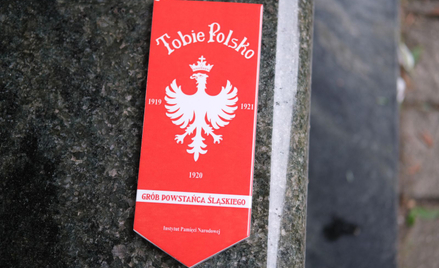 Tobie Polsko
1919 1921
1920
GRÓB POWSTAŃCA ŚLĄSKIEGO
Instytut Pamięci Narodowej